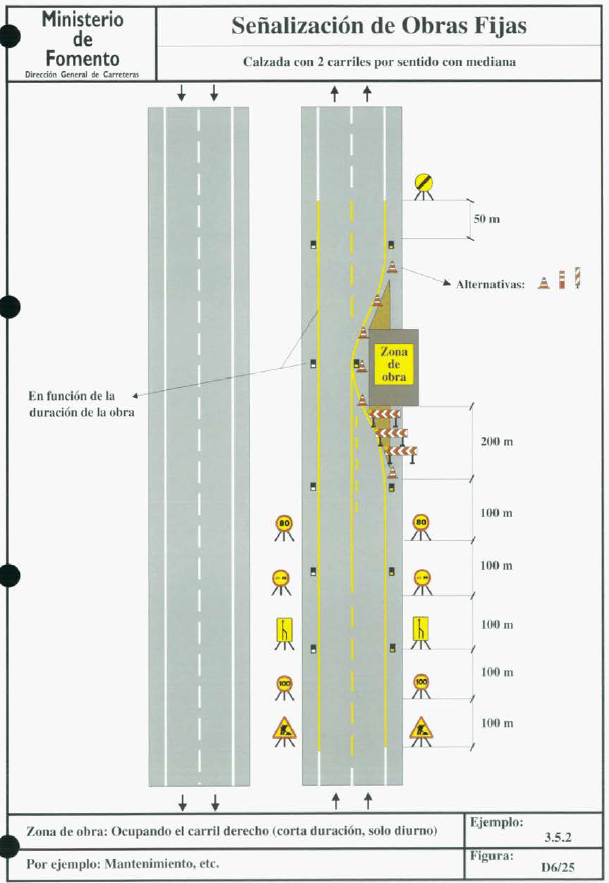 Ministerio
de
Fomento
Dirección General de Carreteras
Señalización de Obras Fijas
Calzada con 2 carriles por sentido con mediana
50 m
Alternativas:
Zona
de
obra
En función de la
duración de la obra
200 m
80
80
100 m
100 m
100 m
100
100
100 m
100 m
Zona de obra: Ocupando el carril derecho (corta duración, solo diurno)
Ejemplo:
3.5.2
Por ejemplo: Mantenimiento, etc.
Figura:
D6/25